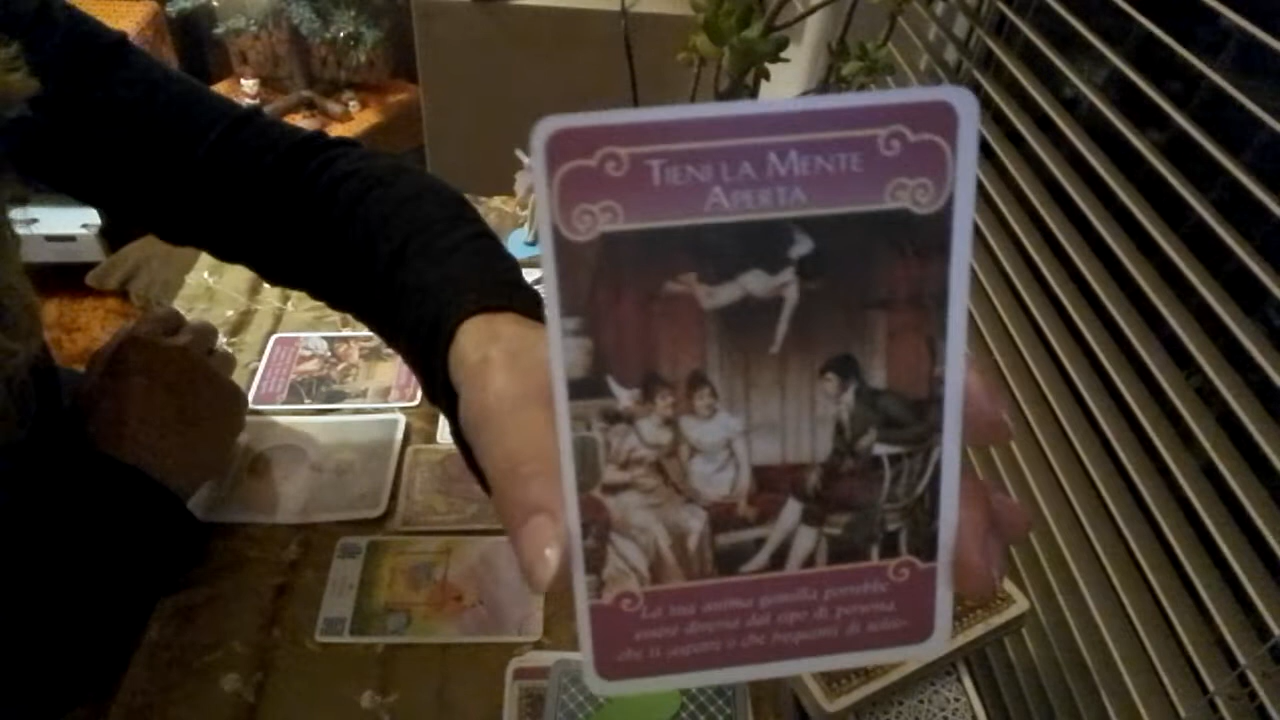 TIENI LA MENTE
APERTA
La tua anima gemella potrebbe
essere diversa dal tipo di persona
che ti aspetti o che frequenti di solito.